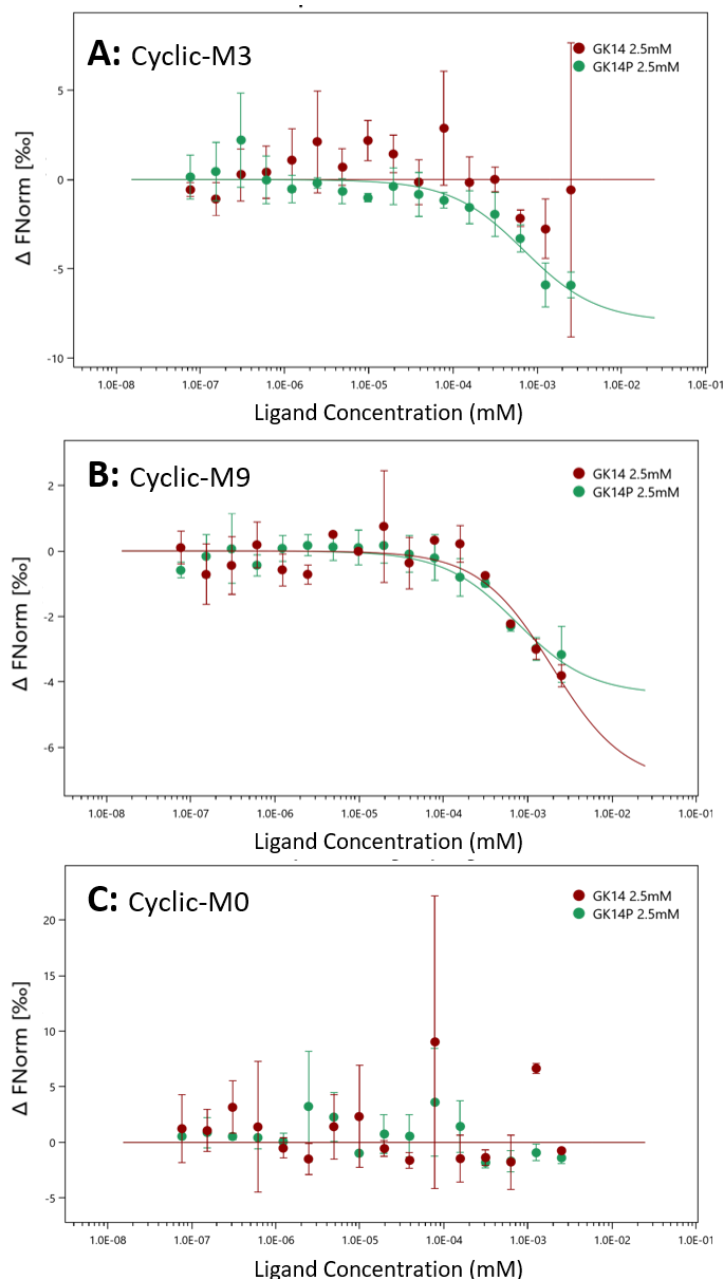 A: Cyclic-M3
GK14 2.5mM
GK14P 2.5mM
5
0
-5
-10
Δ FNorm [‰]
1.0E-08 1.0E-07 1.0E-06 1.0E-05 1.0E-04 1.0E-03 1.0E-02 1.0E-01
Ligand Concentration (mM)
B: Cyclic-M9
GK14 2.5mM
GK14P 2.5mM
2
0
-2
-4
-6
Δ FNorm [‰]
1.0E-08 1.0E-07 1.0E-06 1.0E-05 1.0E-04 1.0E-03 1.0E-02 1.0E-01
Ligand Concentration (mM)
C: Cyclic-M0
GK14 2.5mM
GK14P 2.5mM
20
15
10
5
0
-5
Δ FNorm [‰]
1.0E-08 1.0E-07 1.0E-06 1.0E-05 1.0E-04 1.0E-03 1.0E-02 1.0E-01
Ligand Concentration (mM)